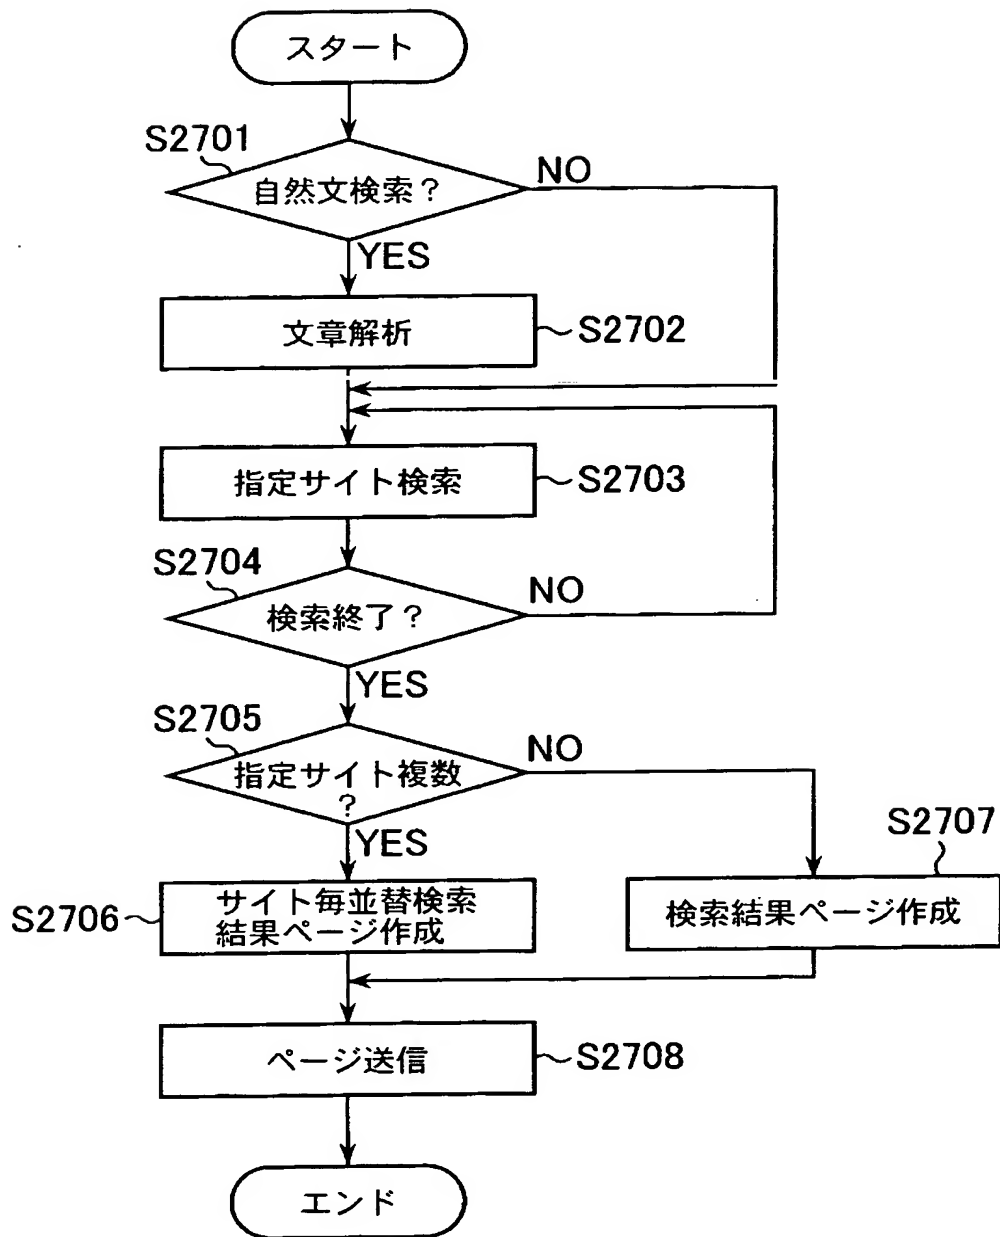 スタート
S2701
自然文検索？
NO
YES
文章解析
S2702
指定サイト検索
S2703
S2704
検索終了？
NO
YES
S2705
指定サイト複数
？
NO
YES
S2707
S2706
サイト毎並替検索
結果ページ作成
検索結果ページ作成
ページ送信
S2708
エンド